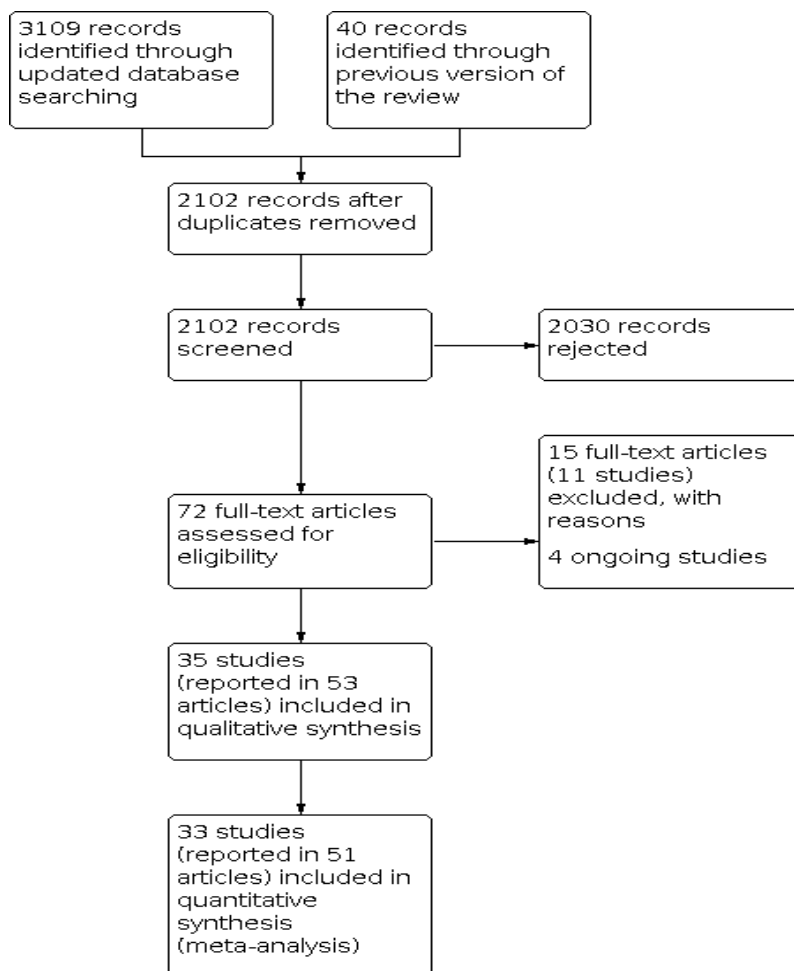 3109 records
identified through
updated database
searching
40 records
identified through
previous version of
the review
2102 records after
duplicates removed
2102 records
screened
2030 records
rejected
72 full-text articles
assessed for
eligibility
15 full-text articles
(11 studies)
excluded, with
reasons
4 ongoing studies
35 studies
(reported in 53
articles) included in
qualitative synthesis
33 studies
(reported in 51
articles) included in
quantitative
synthesis
(meta-analysis)